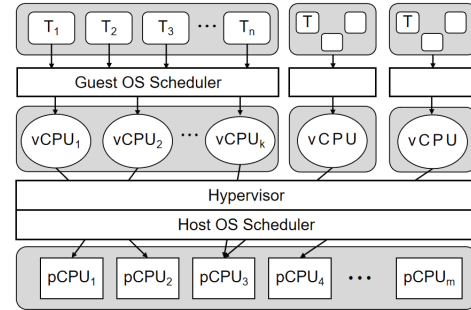 T₁ T₂ T₃ ••• Tₙ T T
Guest OS Scheduler
vCPU₁ vCPU₂ ••• vCPUₖ vCPU vCPU
Hypervisor
Host OS Scheduler
pCPU₁ pCPU₂ pCPU₃ pCPU₄ ••• pCPUₘ